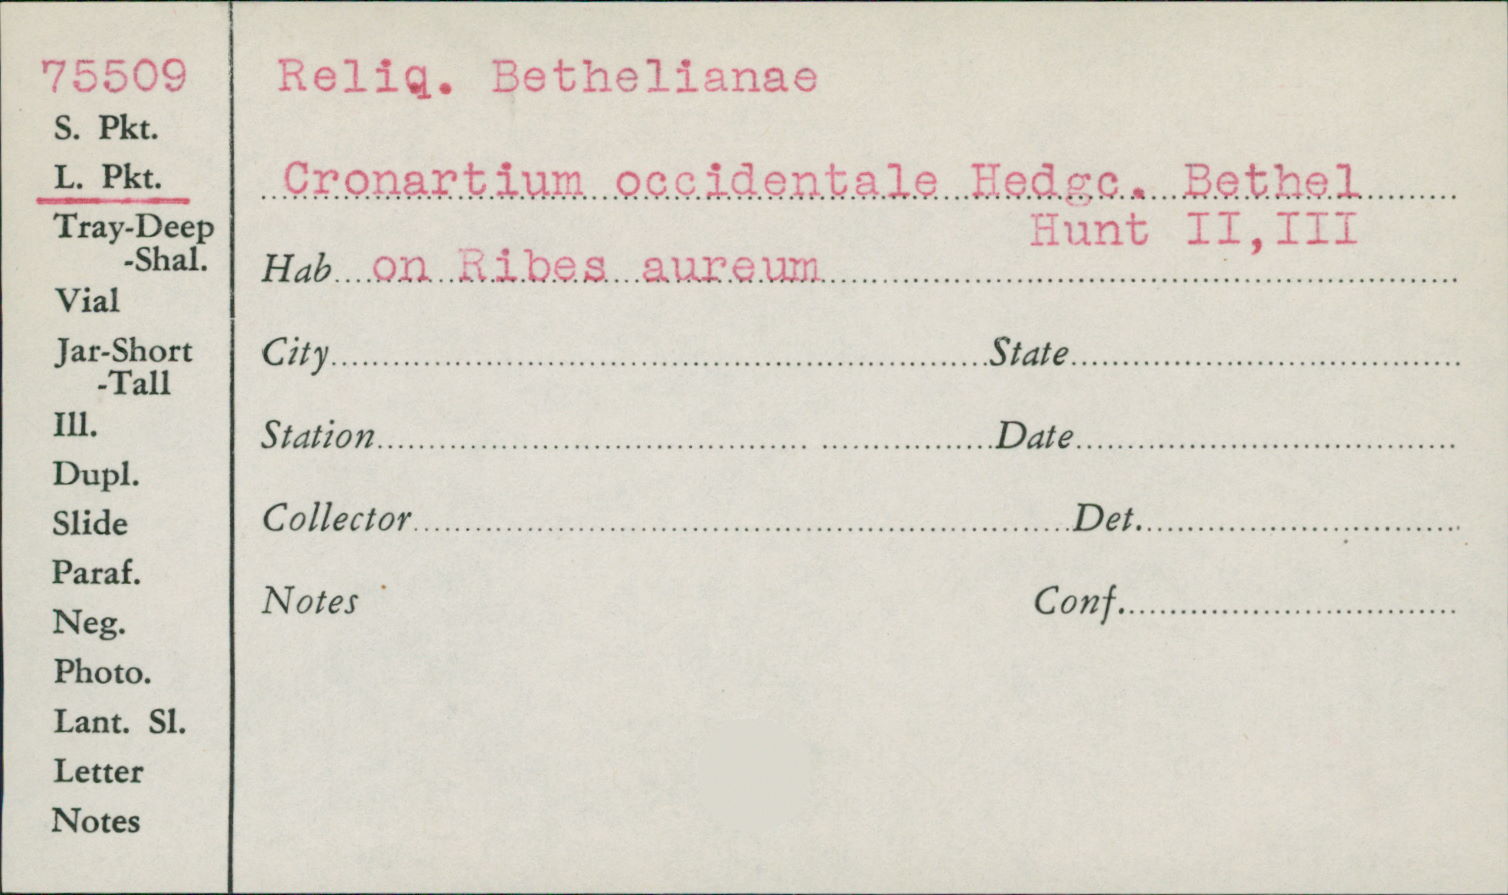 75509
S. Pkt.
L. Pkt.
Tray-Deep
-Shal.
Vial
Jar-Short
-Tall
Ill.
Dupl.
Slide
Paraf.
Neg.
Photo.
Lant. Sl.
Letter
Notes
Reliq. Bethelianae
Cronartium occidentale Hedgc. Bethel
Hunt II,III
Hab on Ribes aureum
City State
Station Date
Collector Det.
Notes Conf.